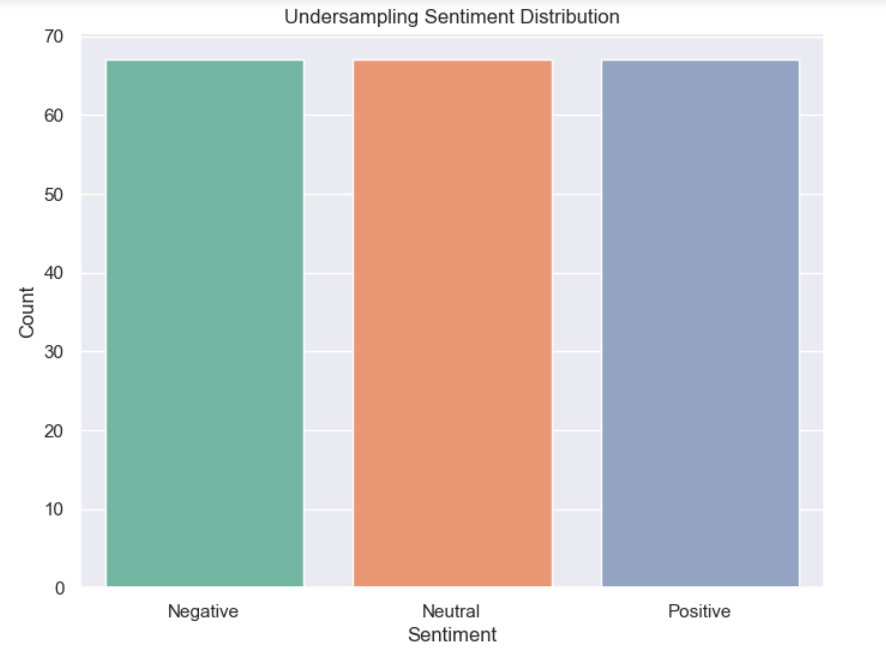 Undersampling Sentiment Distribution
70
60
50
40
30
20
10
0
Count
Negative Neutral Positive
Sentiment